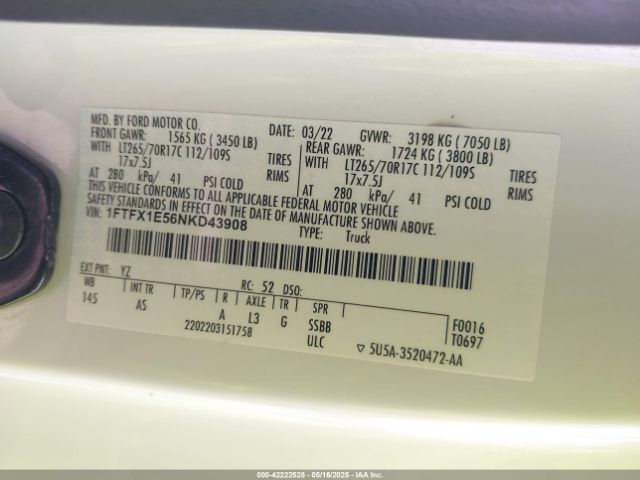 MFD. BY FORD MOTOR CO.
DATE: 03/22
GVWR: 3198 KG (7050 LB)
FRONT GAWR: 1565 KG (3450 LB)
REAR GAWR: 1724 KG (3800 LB)
WITH LT265/70R17C 112/109S TIRES
WITH LT265/70R17C 112/109S TIRES
17x7.5J RIMS
17x7.5J RIMS
AT 280 kPa/ 41 PSI COLD
AT 280 kPa/ 41 PSI COLD
THIS VEHICLE CONFORMS TO ALL APPLICABLE FEDERAL MOTOR VEHICLE
SAFETY STANDARDS IN EFFECT ON THE DATE OF MANUFACTURE SHOWN ABOVE.
VIN: 1FTFX1E56NKD43908
TYPE: Truck
EXT PNT: YZ RC: 52 DSO:
WB INT TR TP/PS R AXLE TR SPR
145 A5 A L3 G SSBB
2202203151758 ULC
F0016
T0697
▽ 5U5A-3520472-AA
000-42222528 - 05/16/2025 - IAAI, Inc.